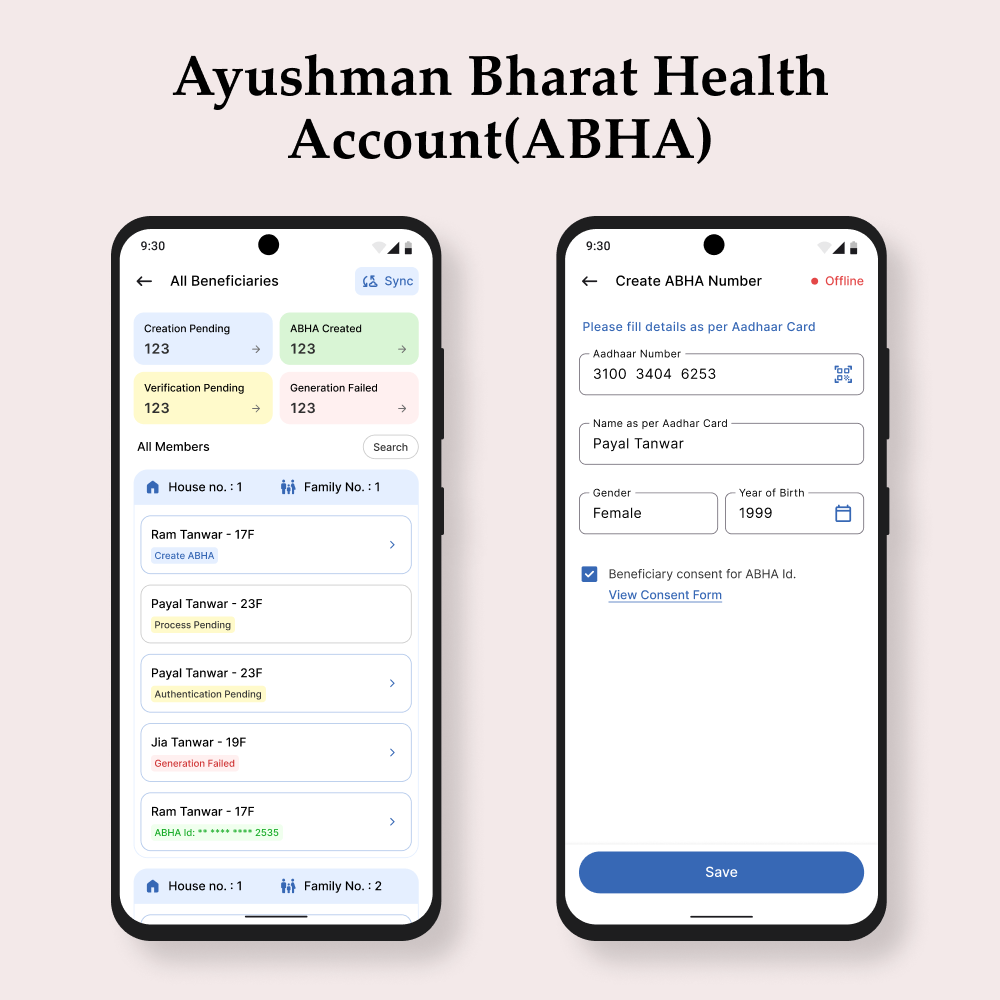 Ayushman Bharat Health
Account(ABHA)
9:30
All Beneficiaries
Sync
Creation Pending
123
ABHA Created
123
Verification Pending
123
Generation Failed
123
All Members
Search
House no. : 1
Family No. : 1
Ram Tanwar - 17F
Create ABHA
Payal Tanwar - 23F
Process Pending
Payal Tanwar - 23F
Authentication Pending
Jia Tanwar - 19F
Generation Failed
Ram Tanwar - 17F
ABHA Id: ** **** **** 2535
House no. : 1
Family No. : 2
9:30
Create ABHA Number
Offline
Please fill details as per Aadhaar Card
Aadhaar Number
3100 3404 6253
Name as per Aadhar Card
Payal Tanwar
Gender
Female
Year of Birth
1999
Beneficiary consent for ABHA Id.
View Consent Form
Save